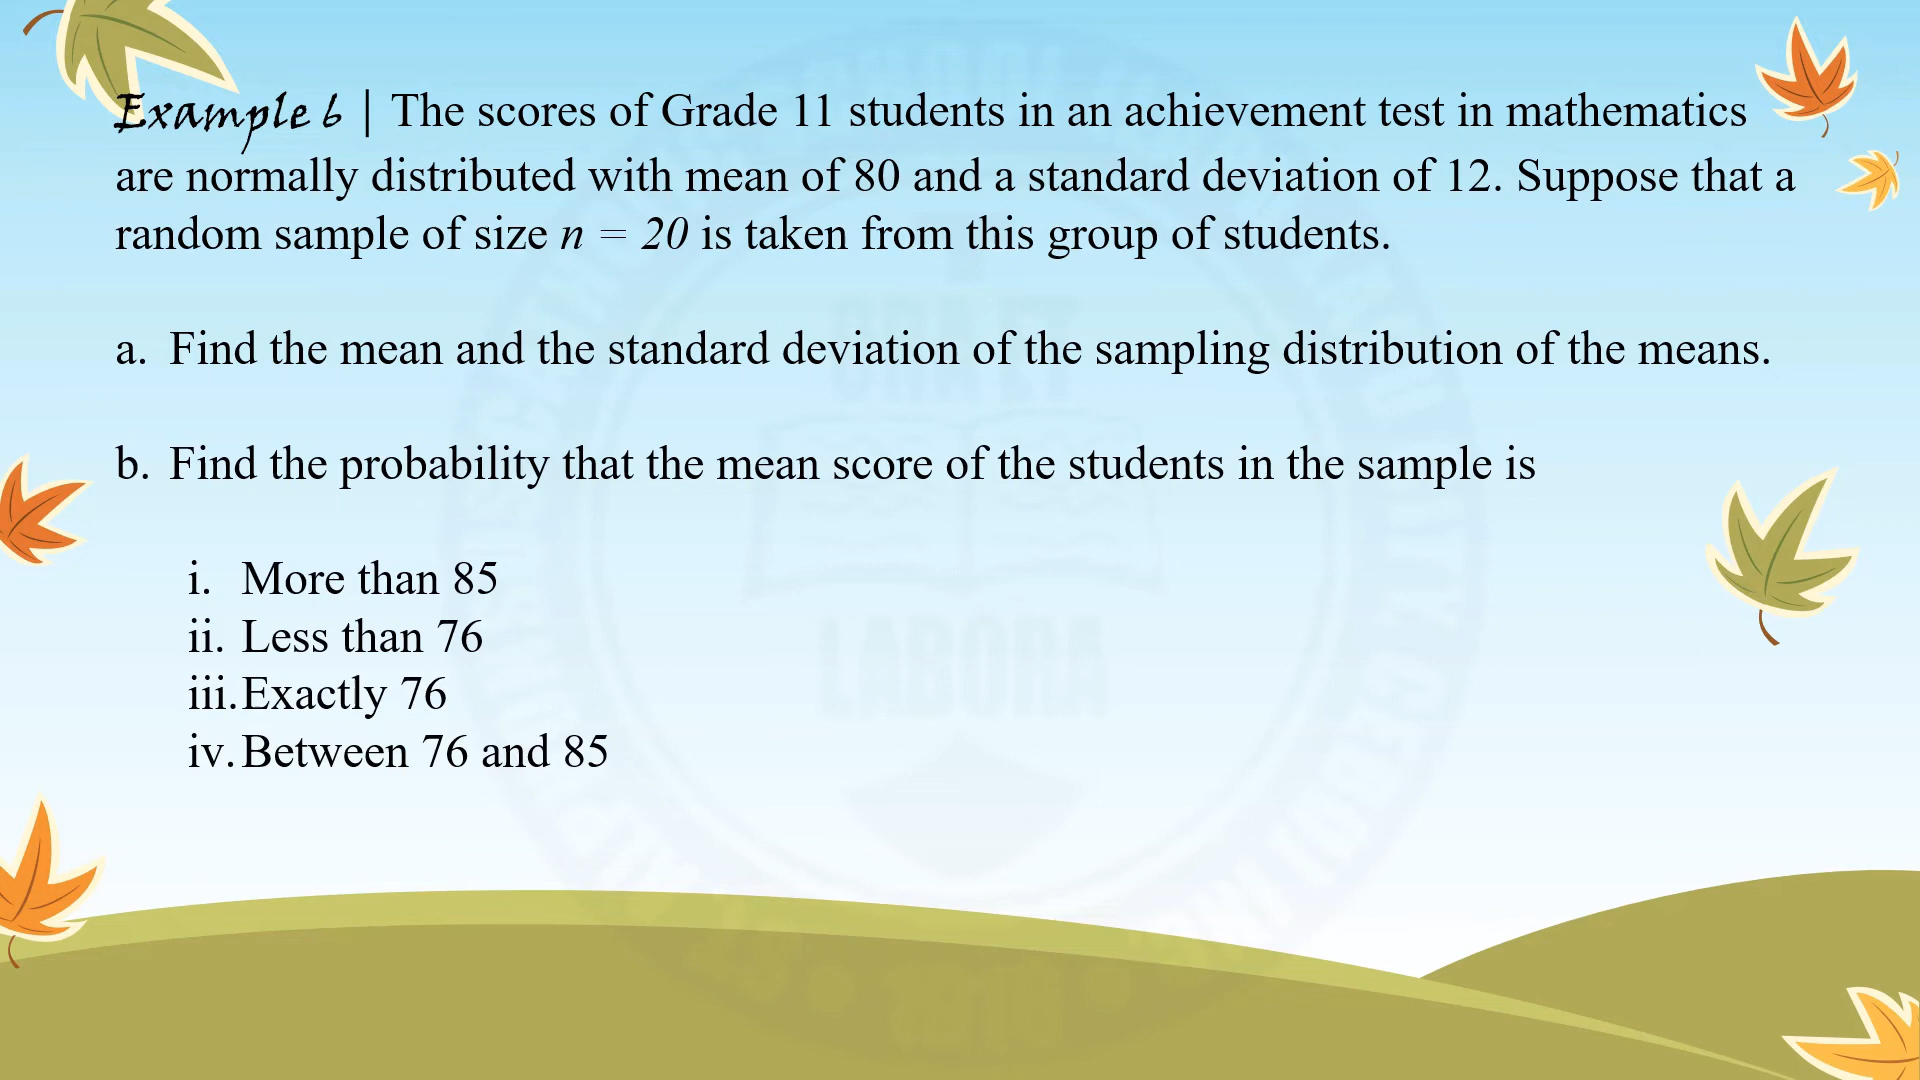 Example 6 | The scores of Grade 11 students in an achievement test in mathematics
are normally distributed with mean of 80 and a standard deviation of 12. Suppose that a
random sample of size n = 20 is taken from this group of students.
a. Find the mean and the standard deviation of the sampling distribution of the means.
b. Find the probability that the mean score of the students in the sample is
i. More than 85
ii. Less than 76
iii. Exactly 76
iv. Between 76 and 85
ORA ET
LABORA